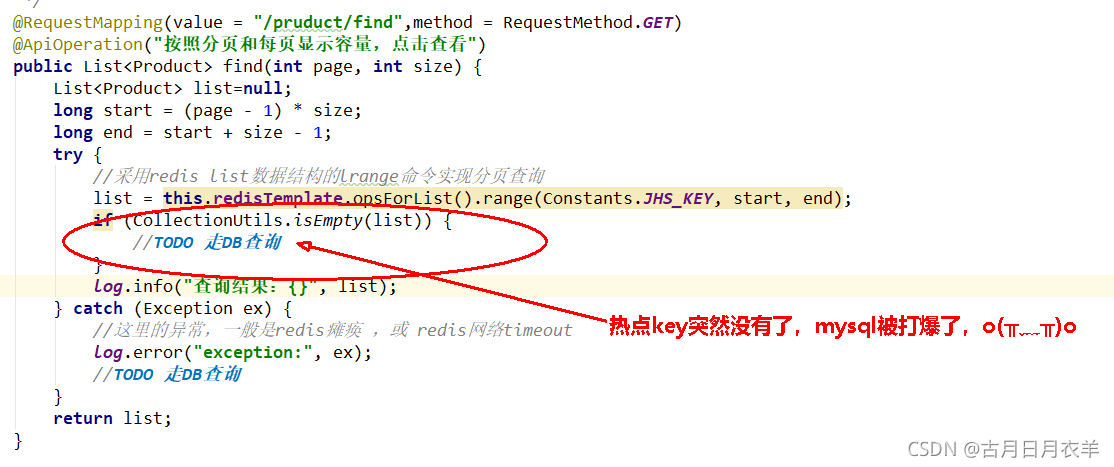 */
@RequestMapping(value = "/pruduct/find",method = RequestMethod.GET)
@ApiOperation("按照分页和每页显示容量，点击查看")
public List<Product> find(int page, int size) {
List<Product> list=null;
long start = (page - 1) * size;
long end = start + size - 1;
try {
//采用redis list数据结构的lrange命令实现分页查询
list = this.redisTemplate.opsForList().range(Constants.JHS_KEY, start, end);
if (CollectionUtils.isEmpty(list)) {
//TODO 走DB查询
}
log.info("查询结果：{}", list);
} catch (Exception ex) {
//这里的异常，一般是redis瘫痪 ，或 redis网络timeout
log.error("exception:", ex);
//TODO 走DB查询
}
return list;
}
热点key突然没有了，mysql被打爆了，o(╥﹏╥)o
CSDN @古月日月衣羊